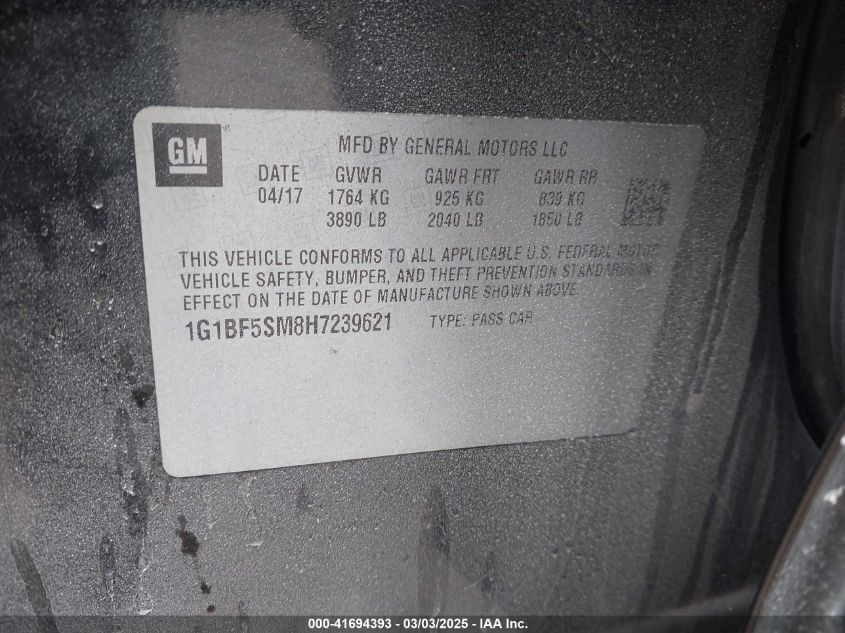 GM
MFD BY GENERAL MOTORS LLC
DATE GVWR GAWR FRT GAWR RR
04/17 1764 KG 925 KG 839 KG
3890 LB 2040 LB 1850 LB
THIS VEHICLE CONFORMS TO ALL APPLICABLE U.S. FEDERAL MOTOR
VEHICLE SAFETY, BUMPER, AND THEFT PREVENTION STANDARDS IN
EFFECT ON THE DATE OF MANUFACTURE SHOWN ABOVE.
1G1BF5SM8H7239621 TYPE: PASS CAR
000-41694393 — 03/03/2025 — IAAI.com